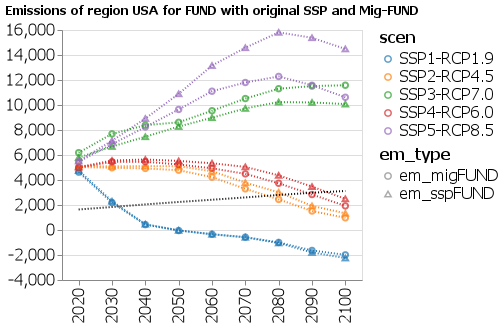 Emissions of region USA for FUND with original SSP and Mig-FUND
16,000
14,000
12,000
10,000
8,000
6,000
4,000
2,000
0
-2,000
-4,000
2020
2030
2040
2050
2060
2070
2080
2090
2100
scen
SSP1-RCP1.9
SSP2-RCP4.5
SSP3-RCP7.0
SSP4-RCP6.0
SSP5-RCP8.5
em_type
em_migFUND
em_sspFUND